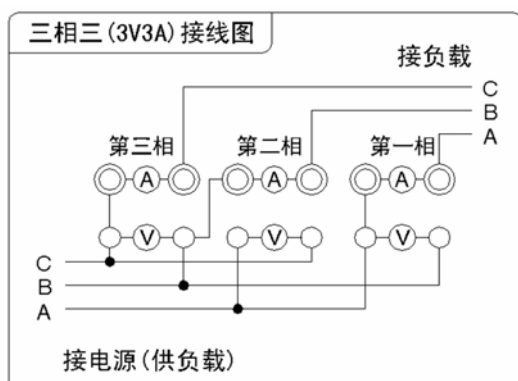 三相三(3V3A)接线图
接负载
C
B
A
第三相 第二相 第一相
A A A
V V V
C
B
A
接电源(供负载)